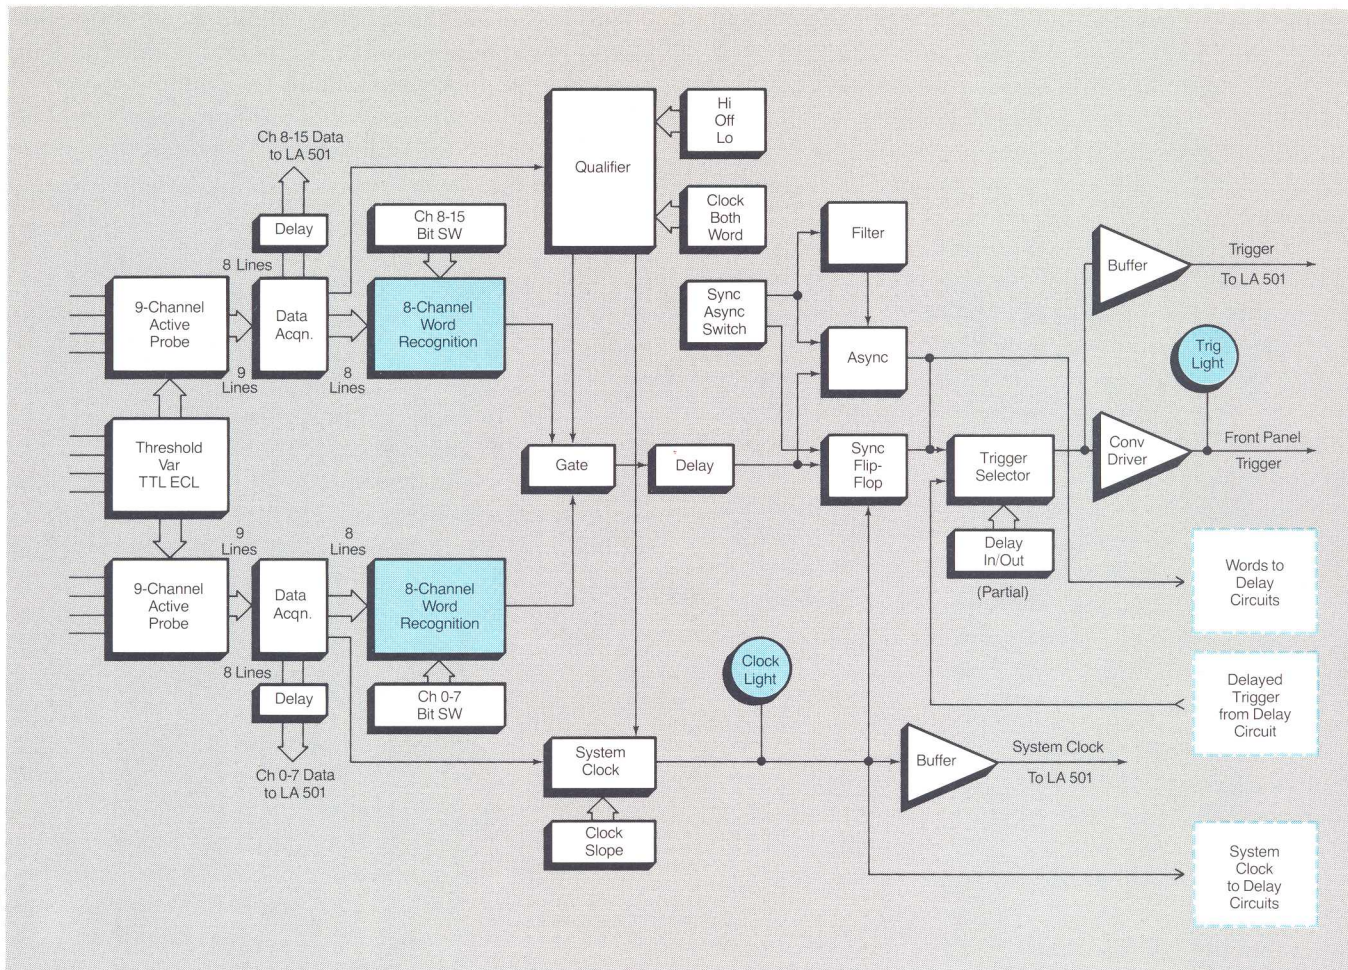 Hi
Off
Lo
Qualifier
Clock
Both
Word
Ch 8-15 Data
to LA 501
Delay
8 Lines
Ch 8-15
Bit SW
9-Channel
Active
Probe
Data
Acqn.
8-Channel
Word
Recognition
9
Lines
8
Lines
Threshold
Var
TTL ECL
9
Lines
8
Lines
9-Channel
Active
Probe
Data
Acqn.
8-Channel
Word
Recognition
8 Lines
Delay
Ch 0-7
Bit SW
Ch 0-7 Data
to LA 501
Gate
Delay
Sync
Async
Switch
Filter
Async
Sync
Flip-
Flop
Trigger
Selector
Delay
In/Out
(Partial)
Buffer
Trigger
To LA 501
Trig
Light
Conv
Driver
Front Panel
Trigger
Words to
Delay
Circuits
Delayed
Trigger
from Delay
Circuit
System
Clock
Clock
Slope
Clock
Light
Buffer
System Clock
To LA 501
System
Clock
to Delay
Circuits